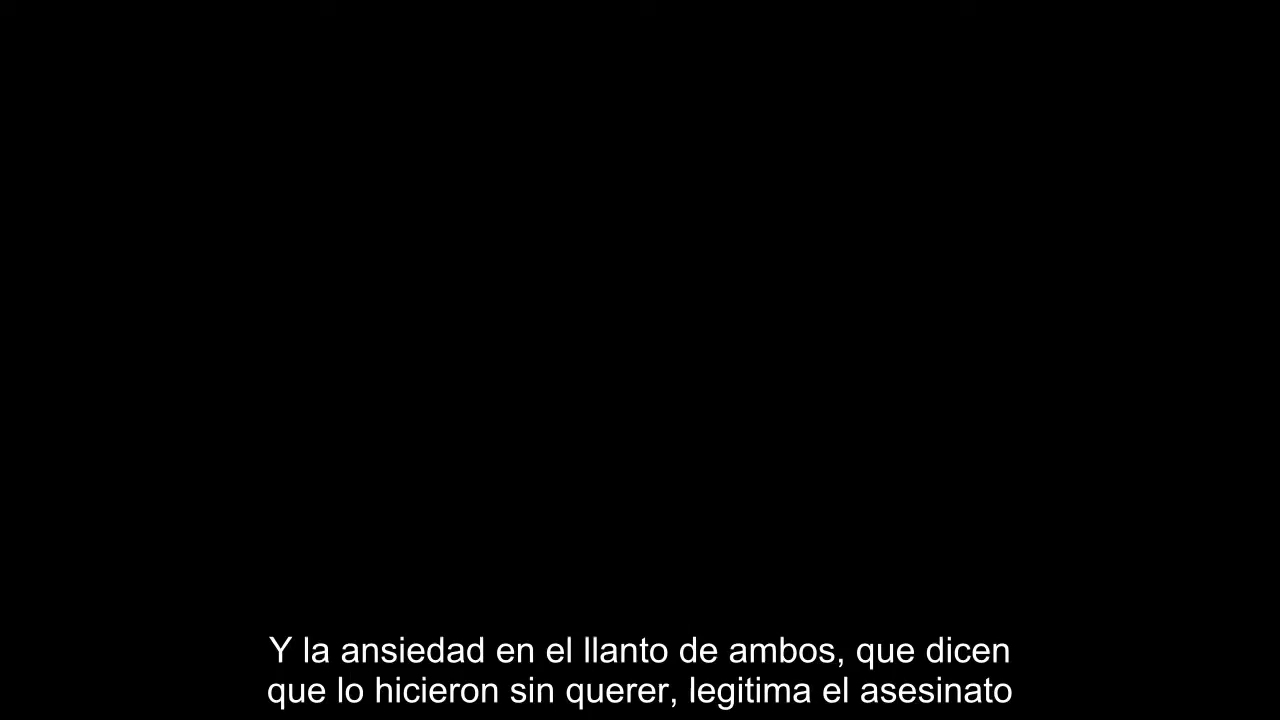 Y la ansiedad en el llanto de ambos, que dicen
que lo hicieron sin querer, legitima el asesinato